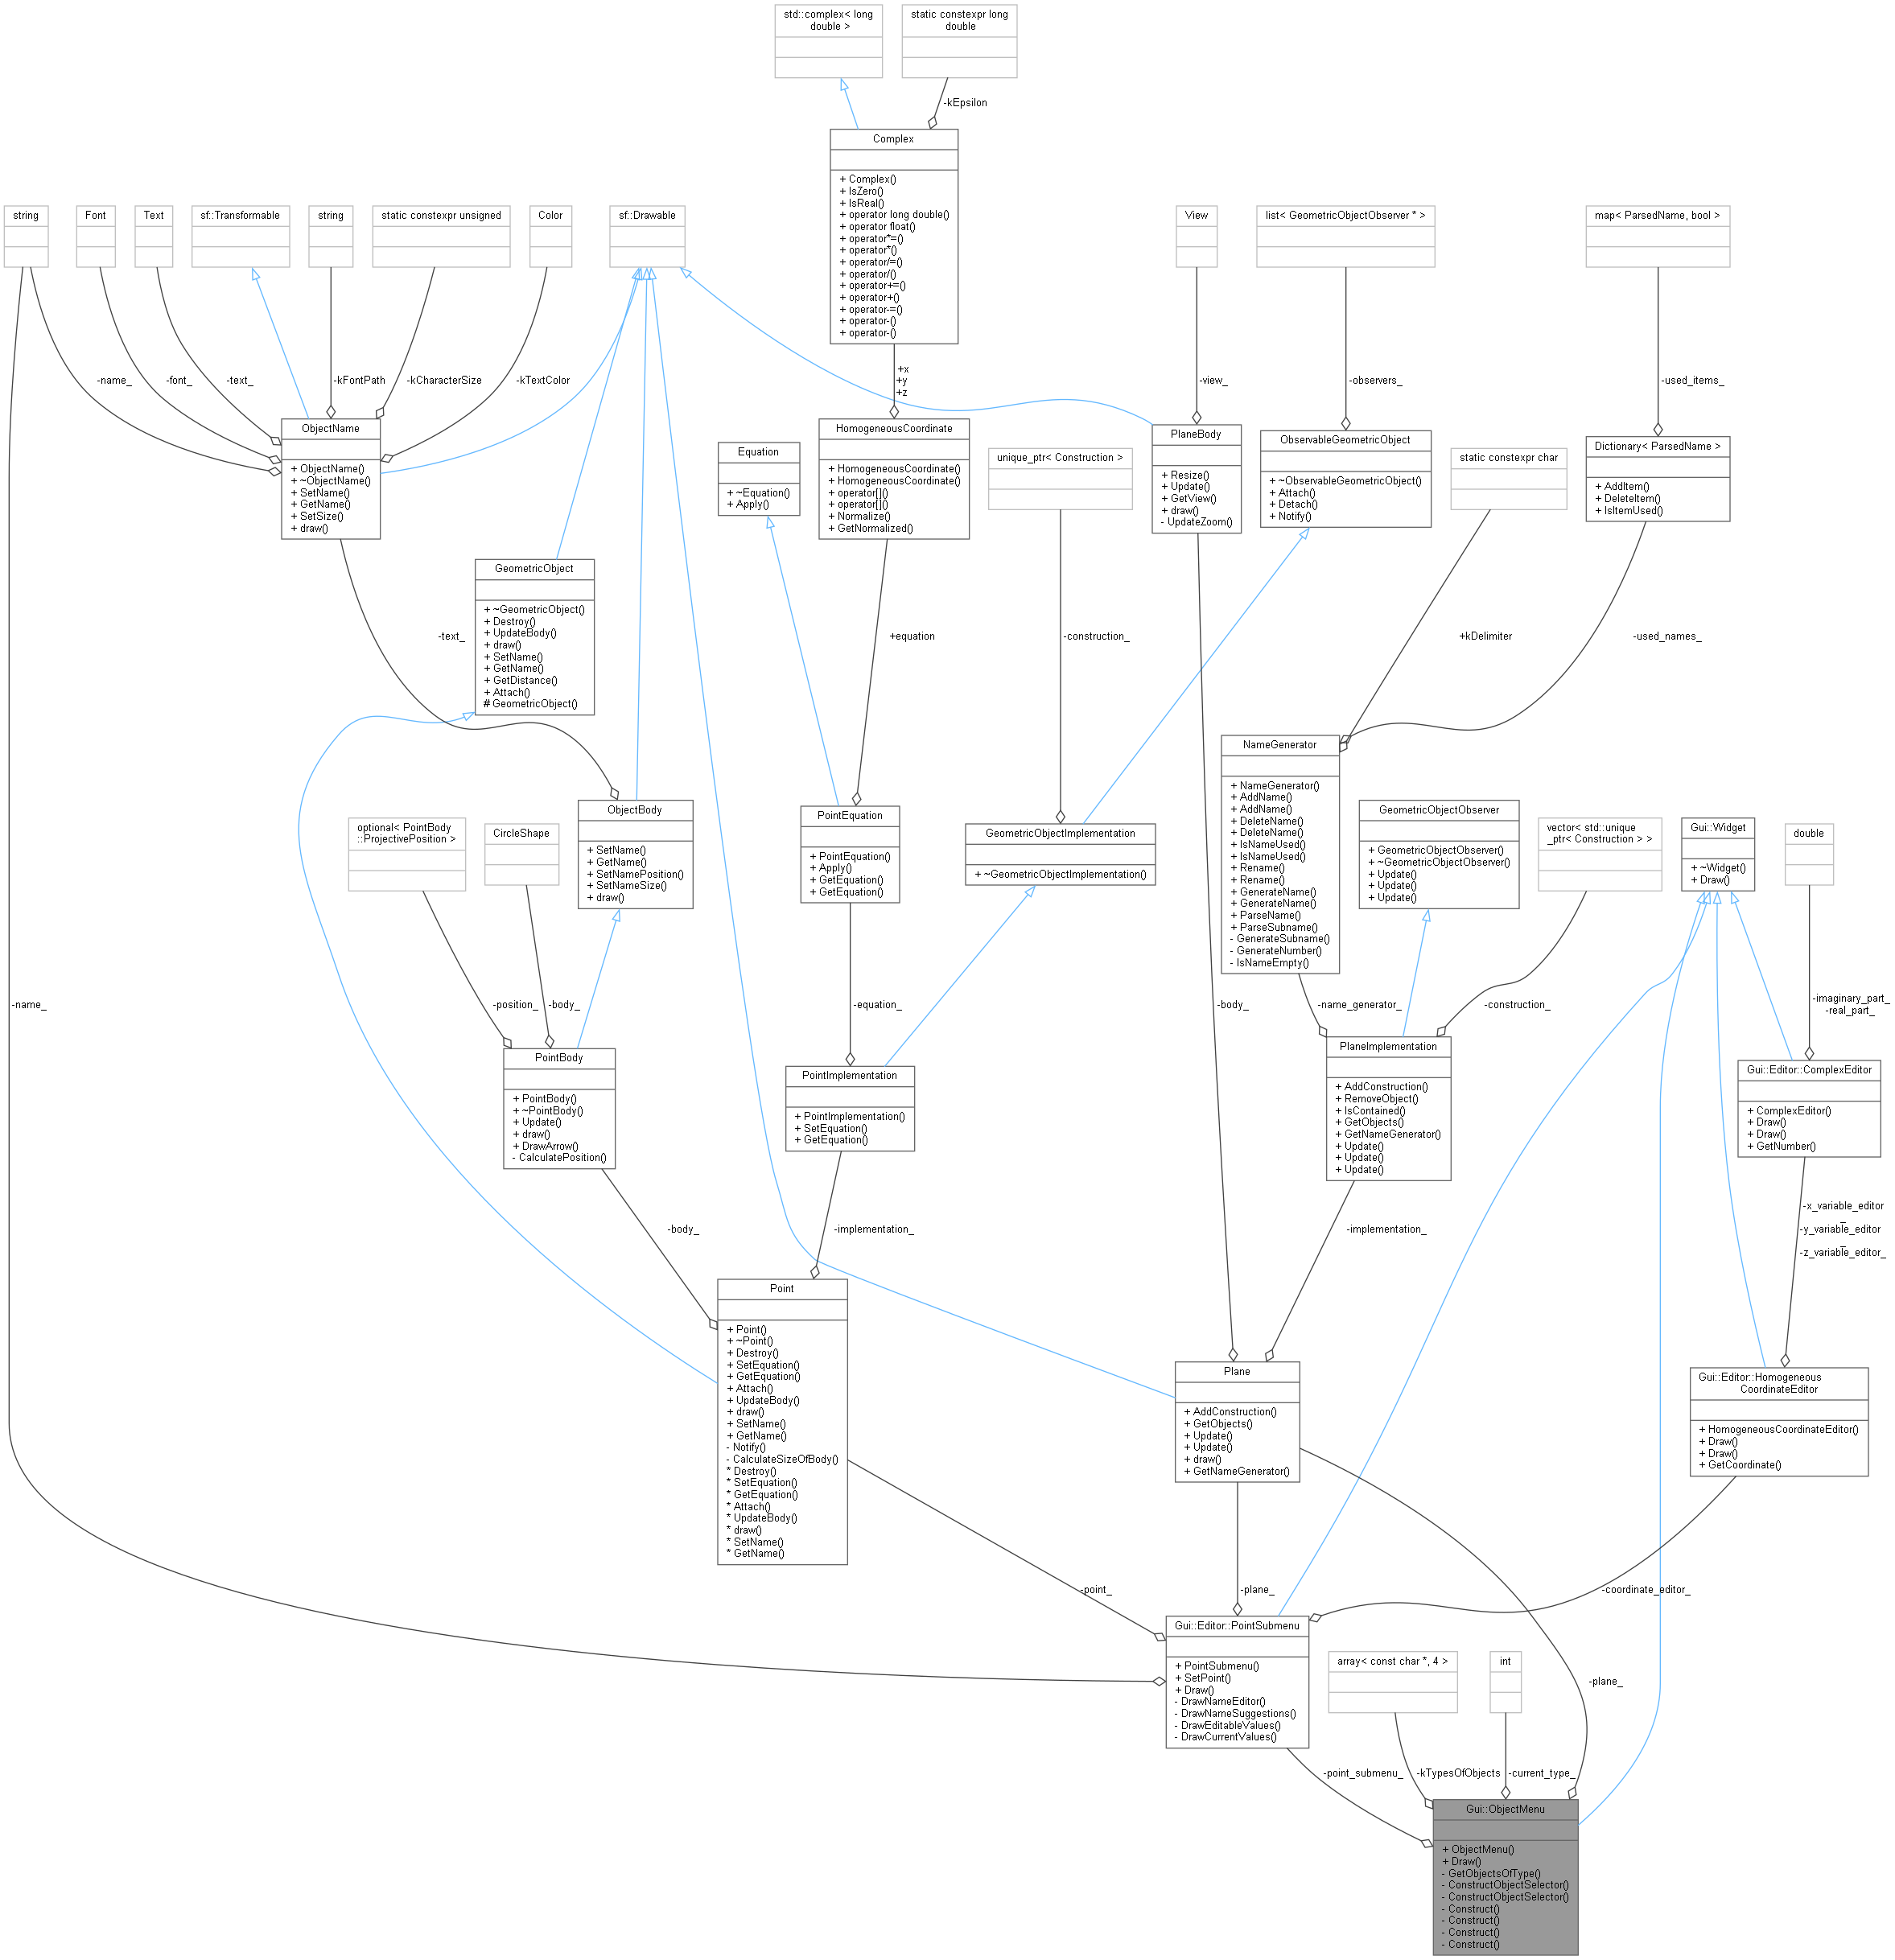 std::complex< long
double >
static constexpr long
double
-kEpsilon
Complex
+ Complex()
+ IsZero()
+ IsReal()
+ operator long double()
+ operator float()
+ operator*=()
+ operator*()
+ operator/=()
+ operator/()
+ operator+=()
+ operator+()
+ operator-=()
+ operator-()
+ operator-()
string
Font
Text
sf::Transformable
string
static constexpr unsigned
Color
sf::Drawable
View
list< GeometricObjectObserver * >
map< ParsedName, bool >
-name_
-font_
-text_
-kFontPath
-kCharacterSize
-kTextColor
+x
+y
+z
-view_
-observers_
-used_items_
ObjectName
+ ObjectName()
+ ~ObjectName()
+ SetName()
+ GetName()
+ SetSize()
+ draw()
Equation
+ ~Equation()
+ Apply()
HomogeneousCoordinate
+ HomogeneousCoordinate()
+ HomogeneousCoordinate()
+ operator[]()
+ operator[]()
+ Normalize()
+ GetNormalized()
unique_ptr< Construction >
PlaneBody
+ Resize()
+ Update()
+ GetView()
+ draw()
- UpdateZoom()
ObservableGeometricObject
+ ~ObservableGeometricObject()
+ Attach()
+ Detach()
+ Notify()
static constexpr char
Dictionary< ParsedName >
+ AddItem()
+ DeleteItem()
+ IsItemUsed()
GeometricObject
+ ~GeometricObject()
+ Destroy()
+ UpdateBody()
+ draw()
+ SetName()
+ GetName()
+ GetDistance()
+ Attach()
# GeometricObject()
-text_
+equation
-construction_
+kDelimiter
-used_names_
NameGenerator
+ NameGenerator()
+ AddName()
+ AddName()
+ DeleteName()
+ DeleteName()
+ IsNameUsed()
+ IsNameUsed()
+ Rename()
+ Rename()
+ GenerateName()
+ GenerateName()
+ ParseName()
+ ParseSubname()
- GenerateSubname()
- GenerateNumber()
- IsNameEmpty()
optional< PointBody
::ProjectivePosition >
CircleShape
ObjectBody
+ SetName()
+ GetName()
+ SetNamePosition()
+ SetNameSize()
+ draw()
PointEquation
+ PointEquation()
+ Apply()
+ GetEquation()
+ GetEquation()
GeometricObjectImplementation
+ ~GeometricObjectImplementation()
GeometricObjectObserver
+ GeometricObjectObserver()
+ ~GeometricObjectObserver()
+ Update()
+ Update()
+ Update()
vector< std::unique
_ptr< Construction > >
Gui::Widget
+ ~Widget()
+ Draw()
double
-name_
-position_
-body_
-equation_
-body_
-name_generator_
-construction_
-imaginary_part_
-real_part_
PointBody
+ PointBody()
+ ~PointBody()
+ Update()
+ draw()
+ DrawArrow()
- CalculatePosition()
PointImplementation
+ PointImplementation()
+ SetEquation()
+ GetEquation()
PlaneImplementation
+ AddConstruction()
+ RemoveObject()
+ IsContained()
+ GetObjects()
+ GetNameGenerator()
+ Update()
+ Update()
+ Update()
Gui::Editor::ComplexEditor
+ ComplexEditor()
+ Draw()
+ Draw()
+ GetNumber()
-body_
-implementation_
-implementation_
-x_variable_editor
_
-y_variable_editor
_
-z_variable_editor_
Point
+ Point()
+ ~Point()
+ Destroy()
+ SetEquation()
+ GetEquation()
+ Attach()
+ UpdateBody()
+ draw()
+ SetName()
+ GetName()
- Notify()
- CalculateSizeOfBody()
* Destroy()
* SetEquation()
* GetEquation()
* Attach()
* UpdateBody()
* draw()
* SetName()
* GetName()
Plane
+ AddConstruction()
+ GetObjects()
+ Update()
+ Update()
+ draw()
+ GetNameGenerator()
Gui::Editor::Homogeneous
CoordinateEditor
+ HomogeneousCoordinateEditor()
+ Draw()
+ Draw()
+ GetCoordinate()
-point_
-plane_
-coordinate_editor_
Gui::Editor::PointSubmenu
+ PointSubmenu()
+ SetPoint()
+ Draw()
- DrawNameEditor()
- DrawNameSuggestions()
- DrawEditableValues()
- DrawCurrentValues()
array< const char *, 4 >
int
-plane_
-point_submenu_
-kTypesOfObjects
-current_type_
Gui::ObjectMenu
+ ObjectMenu()
+ Draw()
- GetObjectsOfType()
- ConstructObjectSelector()
- ConstructObjectSelector()
- Construct()
- Construct()
- Construct()
- Construct()